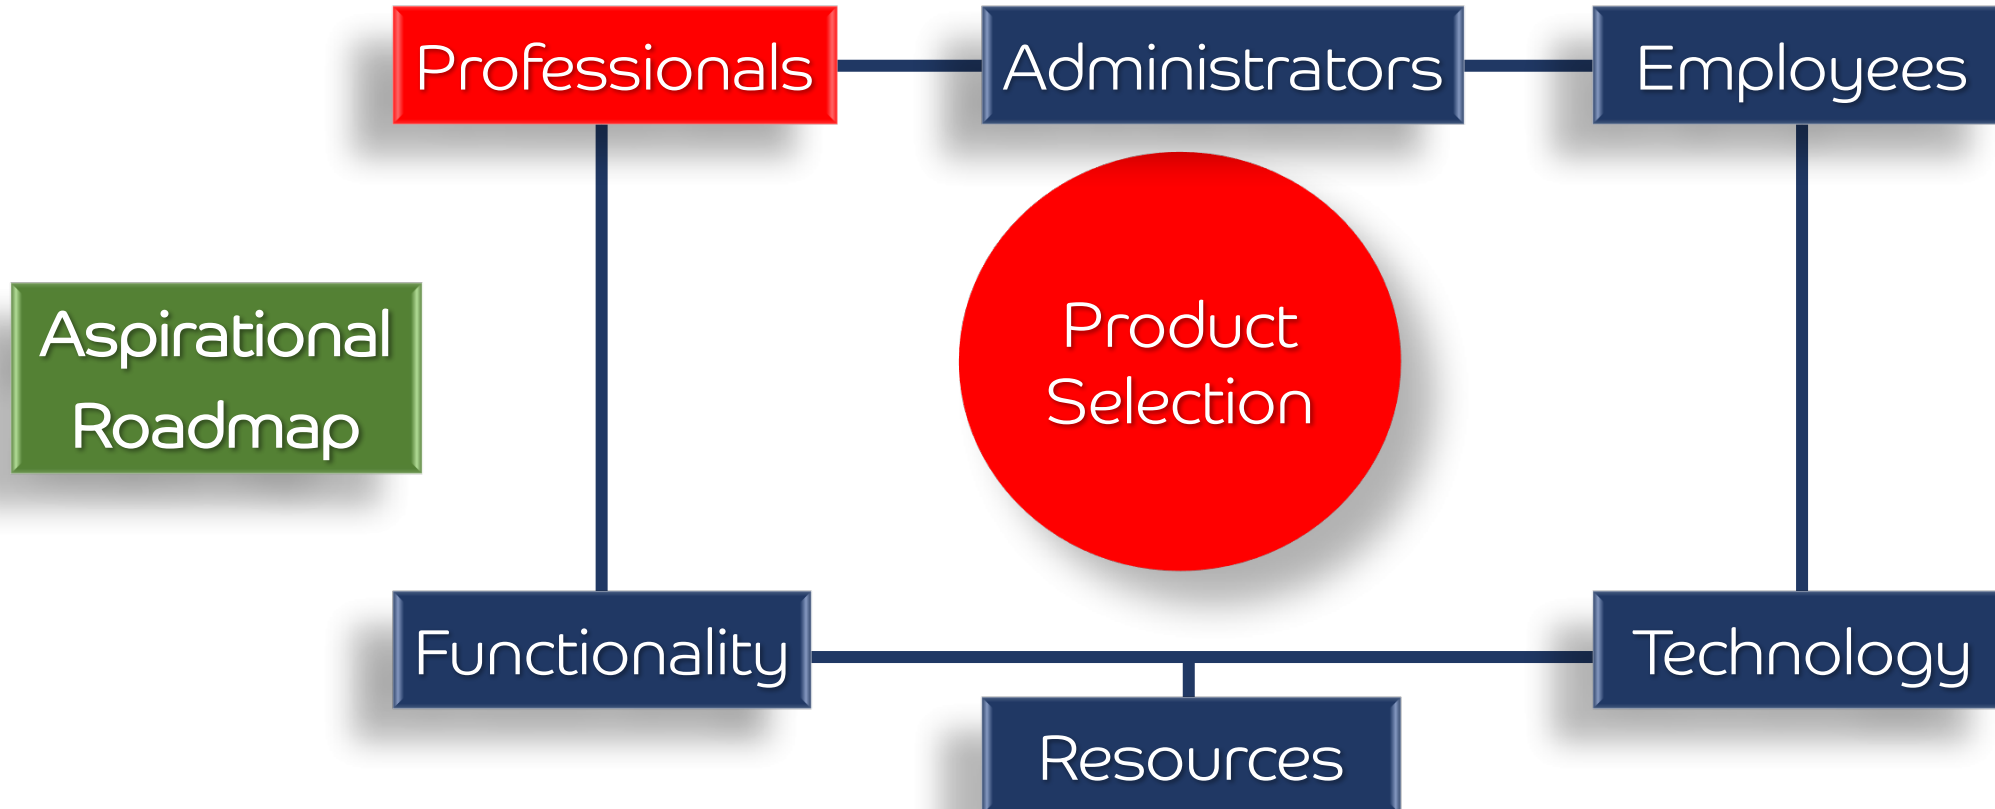 Professionals
Administrators
Employees
Aspirational
Roadmap
Product
Selection
Functionality
Technology
Resources